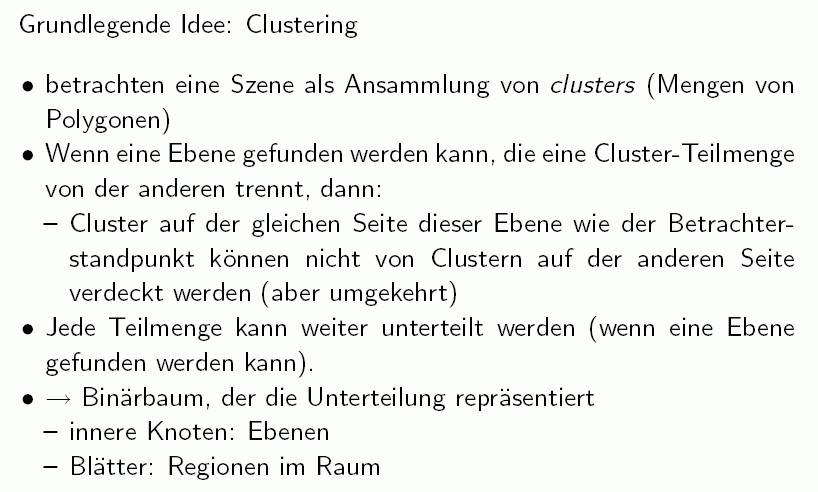 Grundlegende Idee: Clustering
• betrachten eine Szene als Ansammlung von clusters (Mengen von
Polygonen)
• Wenn eine Ebene gefunden werden kann, die eine Cluster-Teilmenge
von der anderen trennt, dann:
– Cluster auf der gleichen Seite dieser Ebene wie der Betrachter-
standpunkt können nicht von Clustern auf der anderen Seite
verdeckt werden (aber umgekehrt)
• Jede Teilmenge kann weiter unterteilt werden (wenn eine Ebene
gefunden werden kann).
• → Binärbaum, der die Unterteilung repräsentiert
– innere Knoten: Ebenen
– Blätter: Regionen im Raum